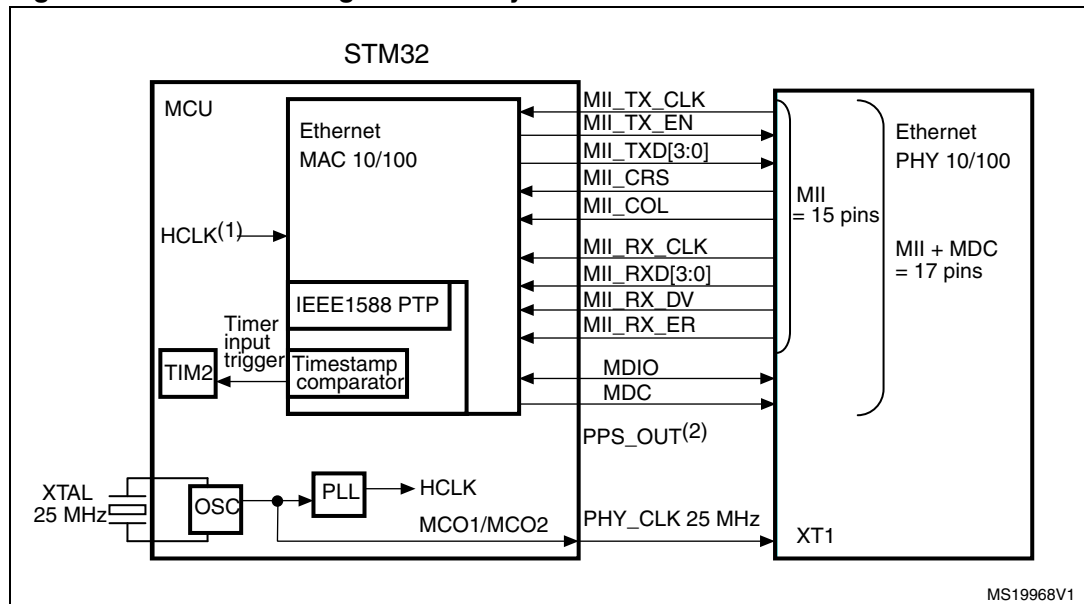 STM32
MCU
Ethernet
MAC 10/100
HCLK(1)
IEEE1588 PTP
Timer
input
trigger
TIM2
Timestamp
comparator
XTAL
25 MHz
OSC
PLL
HCLK
MCO1/MCO2
MII_TX_CLK
MII_TX_EN
MII_TXD[3:0]
MII_CRS
MII_COL
MII_RX_CLK
MII_RXD[3:0]
MII_RX_DV
MII_RX_ER
MDIO
MDC
PPS_OUT(2)
PHY_CLK 25 MHz
MII
= 15 pins
Ethernet
PHY 10/100
MII + MDC
= 17 pins
XT1
MS19968V1